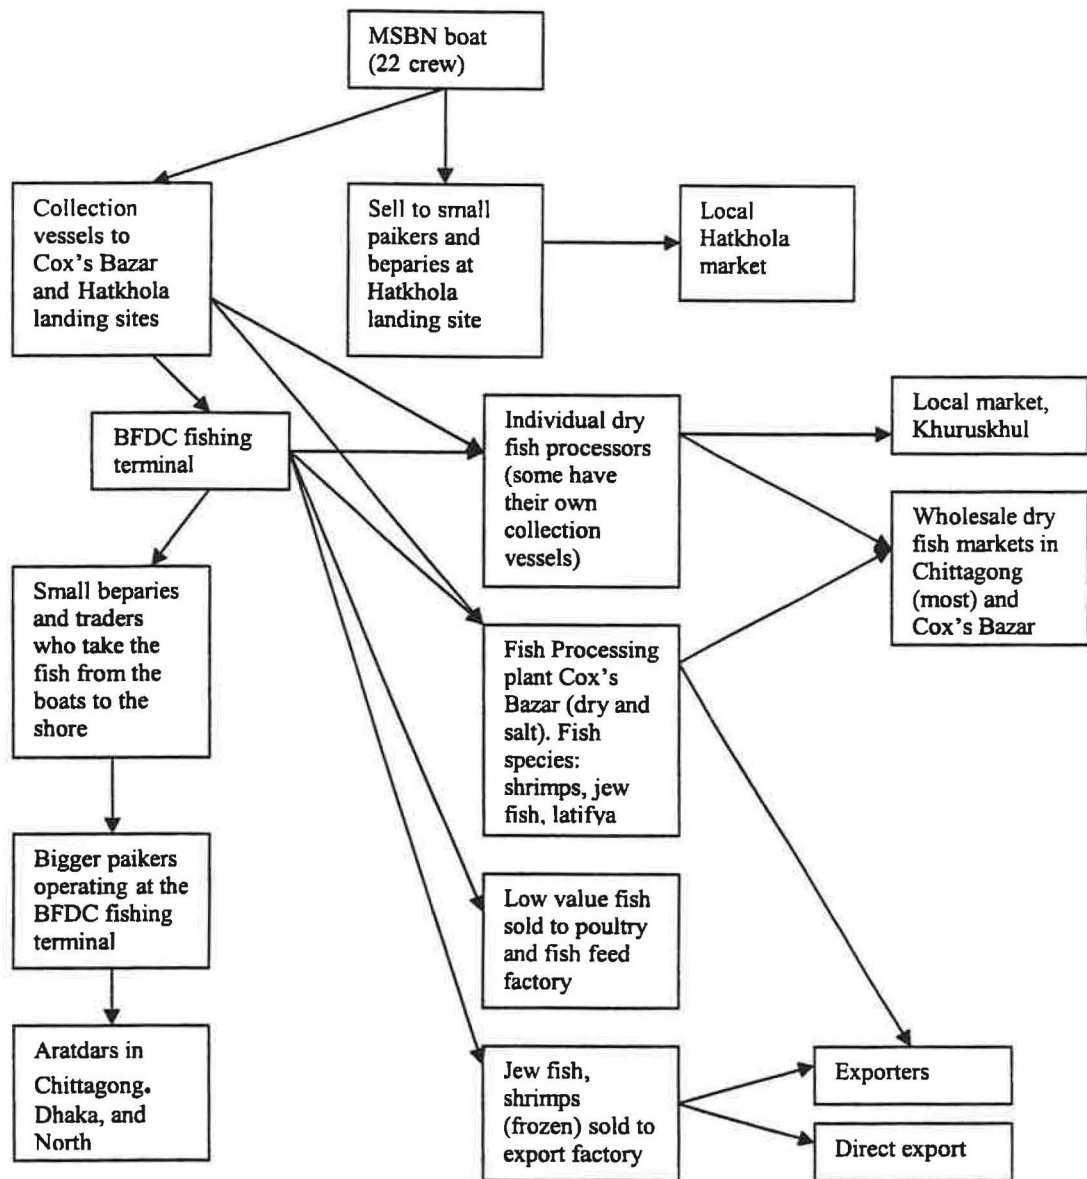 MSBN boat
(22 crew)
Collection
vessels to
Cox's Bazar
and Hatkhola
landing sites
Sell to small
paikers and
beparies at
Hatkhola
landing site
Local
Hatkhola
market
BFDC fishing
terminal
Individual dry
fish processors
(some have
their own
collection
vessels)
Local market,
Khuruskhul
Wholesale dry
fish markets in
Chittagong
(most) and
Cox's Bazar
Small beparies
and traders
who take the
fish from the
boats to the
shore
Fish Processing
plant Cox's
Bazar (dry and
salt). Fish
species:
shrimps, jew
fish, latifya
Bigger paikers
operating at the
BFDC fishing
terminal
Low value fish
sold to poultry
and fish feed
factory
Aratdars in
Chittagong.
Dhaka, and
North
Jew fish,
shrimps
(frozen) sold to
export factory
Exporters
Direct export